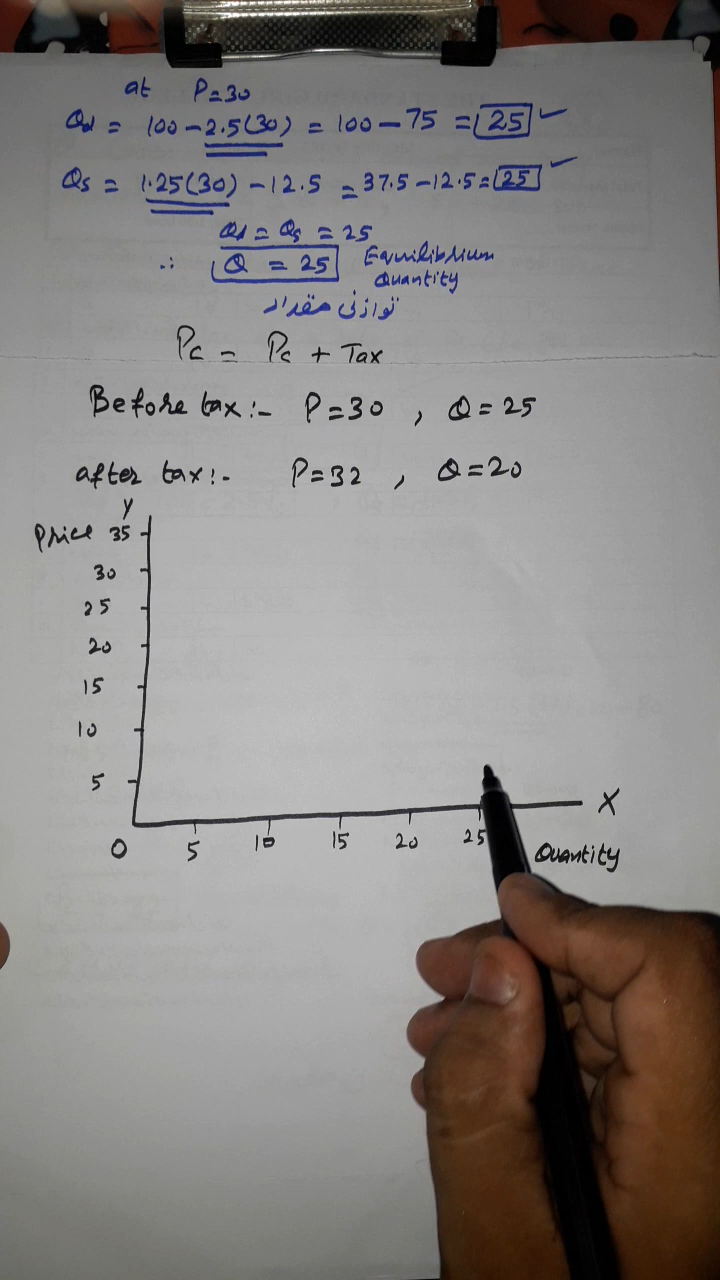 at P=30
Qd = 100 - 2.5(30) = 100 - 75 = 25
Qs = 1.25(30) - 12.5 = 37.5 - 12.5 = 25
Qd = Qs = 25
∴ Q = 25 Equilibrium Quantity
توازنی مقدار
Pc = Pc + Tax
Before tax :- P=30 , Q=25
after tax :- P=32 , Q=20
Y
Price 35
30
25
20
15
10
5
0 5 10 15 20 25 X
Quantity